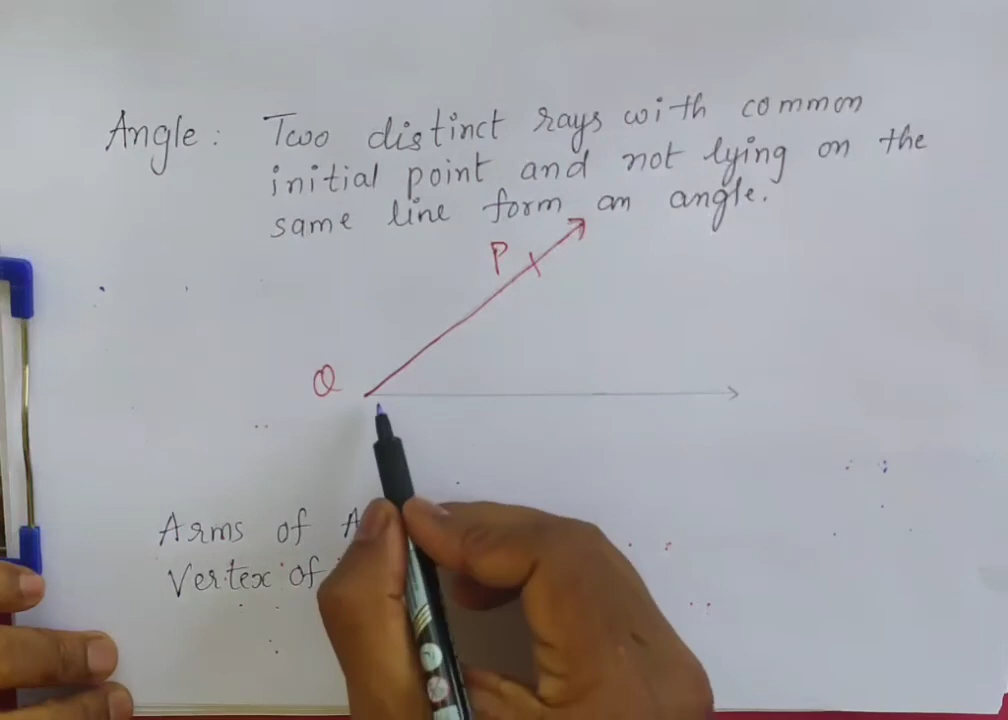 Angle: Two distinct rays with common
initial point and not lying on the
same line form an angle.
P
Q
Arms of A
Vertex of